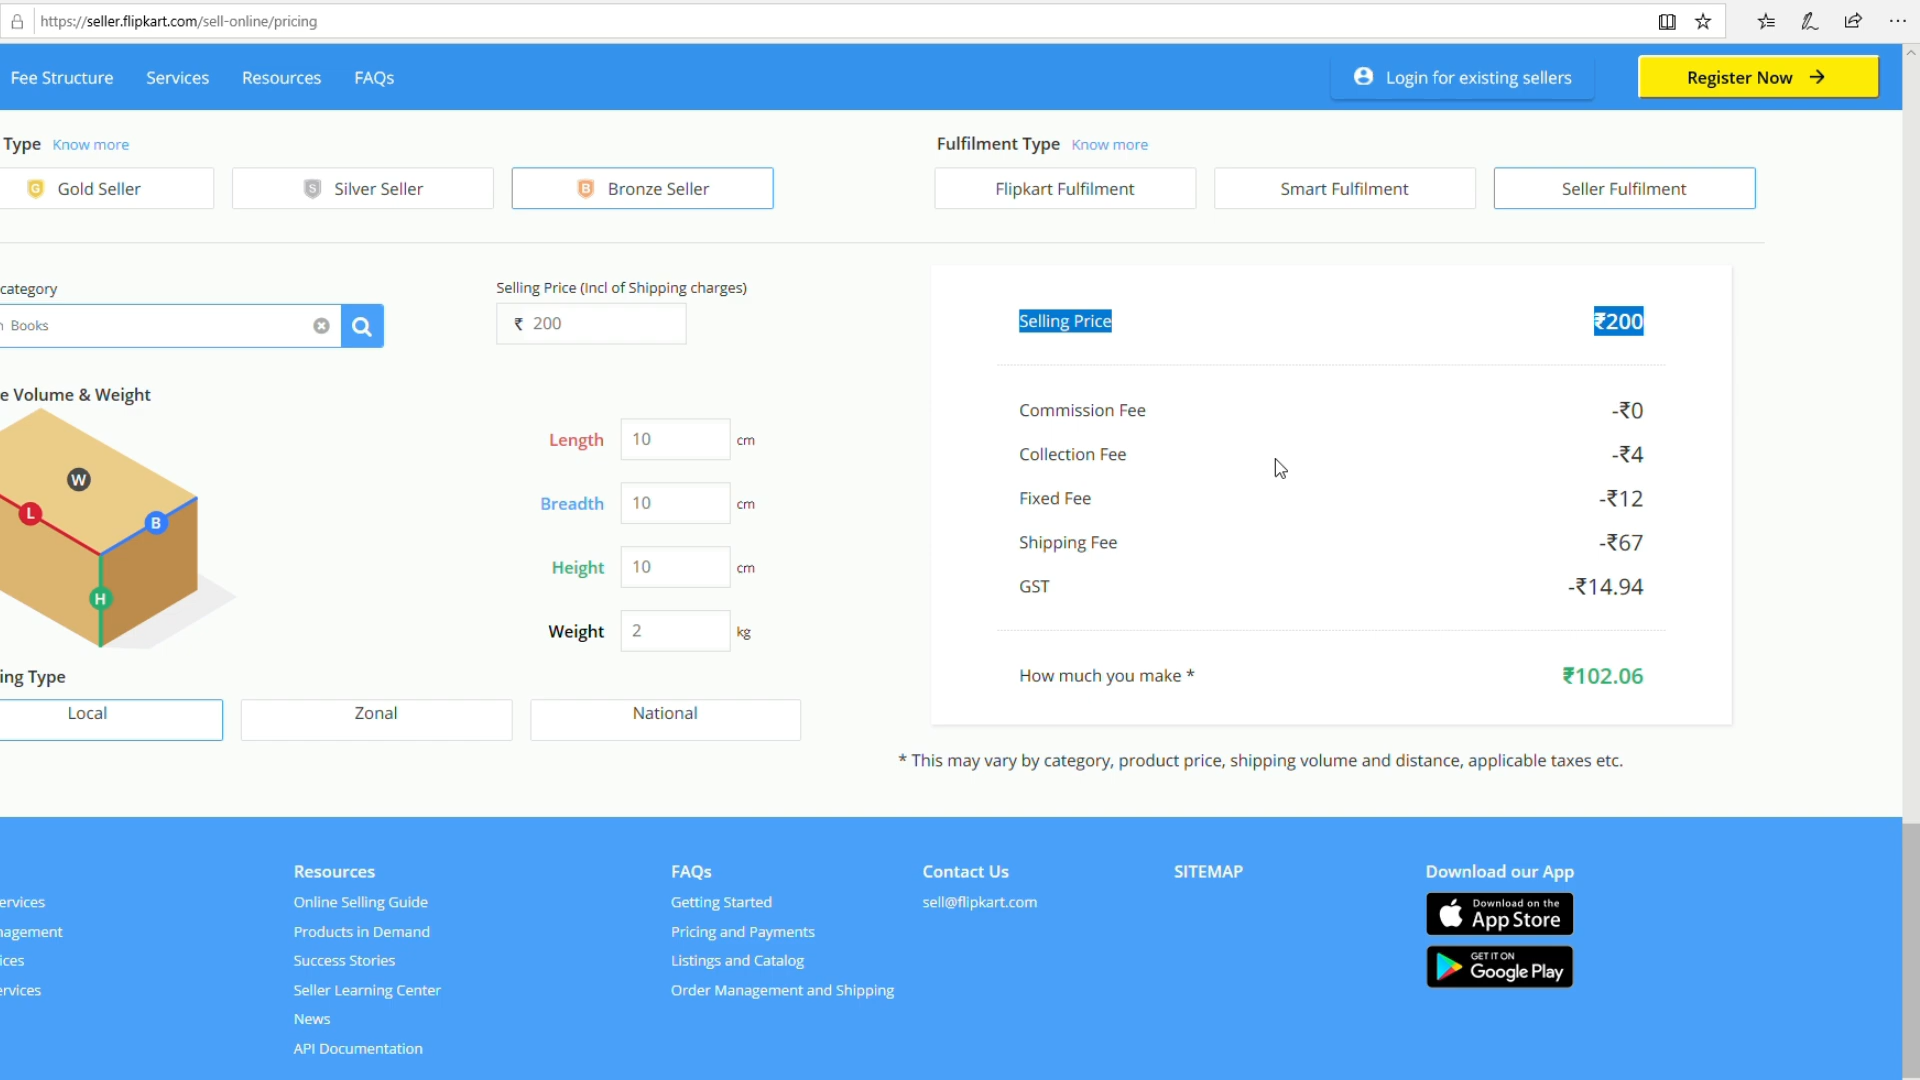 https://seller.flipkart.com/sell-online/pricing
Fee Structure Services Resources FAQs Login for existing sellers Register Now
Type Know more
Fulfilment Type Know more
G Gold Seller S Silver Seller B Bronze Seller
Flipkart Fulfilment Smart Fulfilment Seller Fulfilment
category
Books
Selling Price (Incl of Shipping charges)
₹ 200
Selling Price ₹200
Commission Fee -₹0
Collection Fee -₹4
Fixed Fee -₹12
Shipping Fee -₹67
GST -₹14.94
How much you make * ₹102.06
* This may vary by category, product price, shipping volume and distance, applicable taxes etc.
e Volume & Weight
W
L
B
H
Length 10 cm
Breadth 10 cm
Height 10 cm
Weight 2 kg
ing Type
Local Zonal National
ervices
nagement
ices
ervices
Resources
Online Selling Guide
Products in Demand
Success Stories
Seller Learning Center
News
API Documentation
FAQs
Getting Started
Pricing and Payments
Listings and Catalog
Order Management and Shipping
Contact Us
sell@flipkart.com
SITEMAP
Download our App
Download on the
App Store
GET IT ON
Google Play